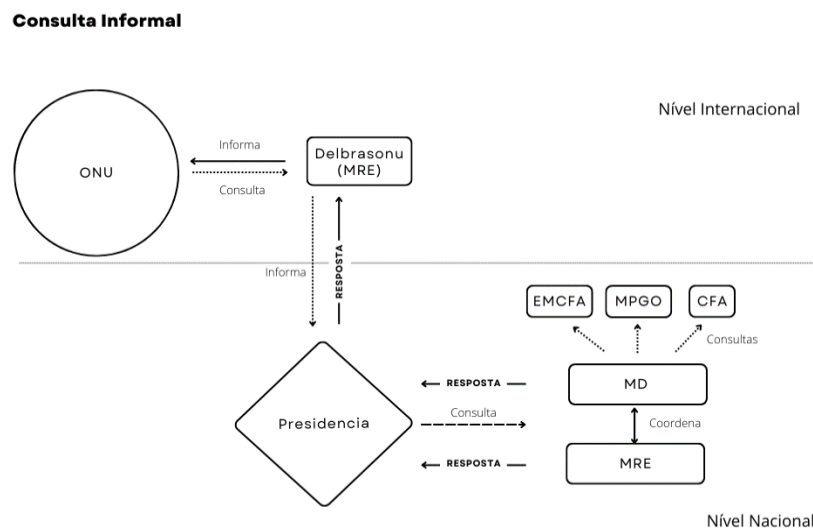 Consulta Informal
Nível Internacional
Informa
Delbrasonu
(MRE)
ONU
Consulta
Informa
RESPOSTA
EMCFA
MPGO
CFA
Consultas
RESPOSTA
MD
Presidencia
Consulta
Coordena
RESPOSTA
MRE
Nível Nacional